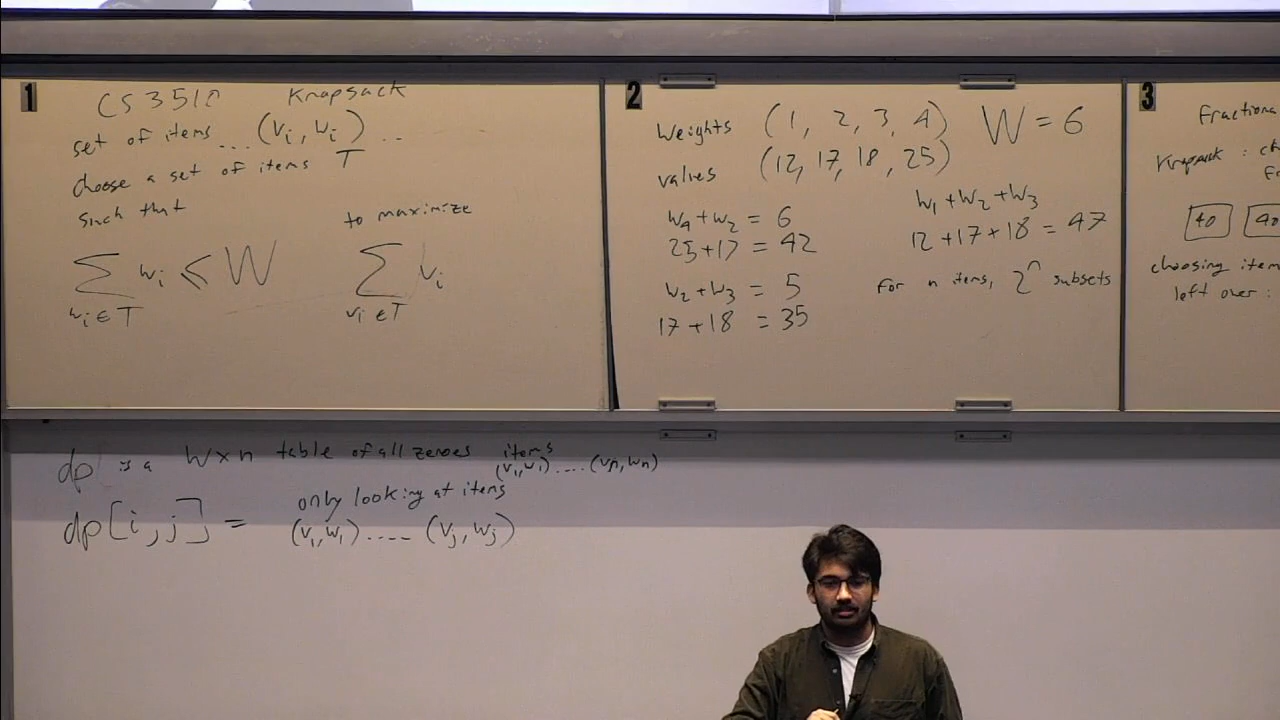 1
CS 3510 Knapsack
set of items ... (vi, wi) ..
choose a set of items T
such that
to maximize
∑ wi ≤ W
wi ∈ T
∑ vi
vi ∈ T
2
Weights (1, 2, 3, 4) W = 6
values (12, 17, 18, 25)
w4 + w2 = 6
25 + 17 = 42
w2 + w3 = 5
17 + 18 = 35
w1 + w2 + w3
12 + 17 + 18 = 47
for n items, 2^n subsets
3
Fractiona
Knapsack :
40 40
choosing item
left over :
dp is a W x n table of all zeroes
items
(v1, w1) .... (vn, wn)
dp[i, j] =
only looking at items
(v1, w1) .... (vj, wj)